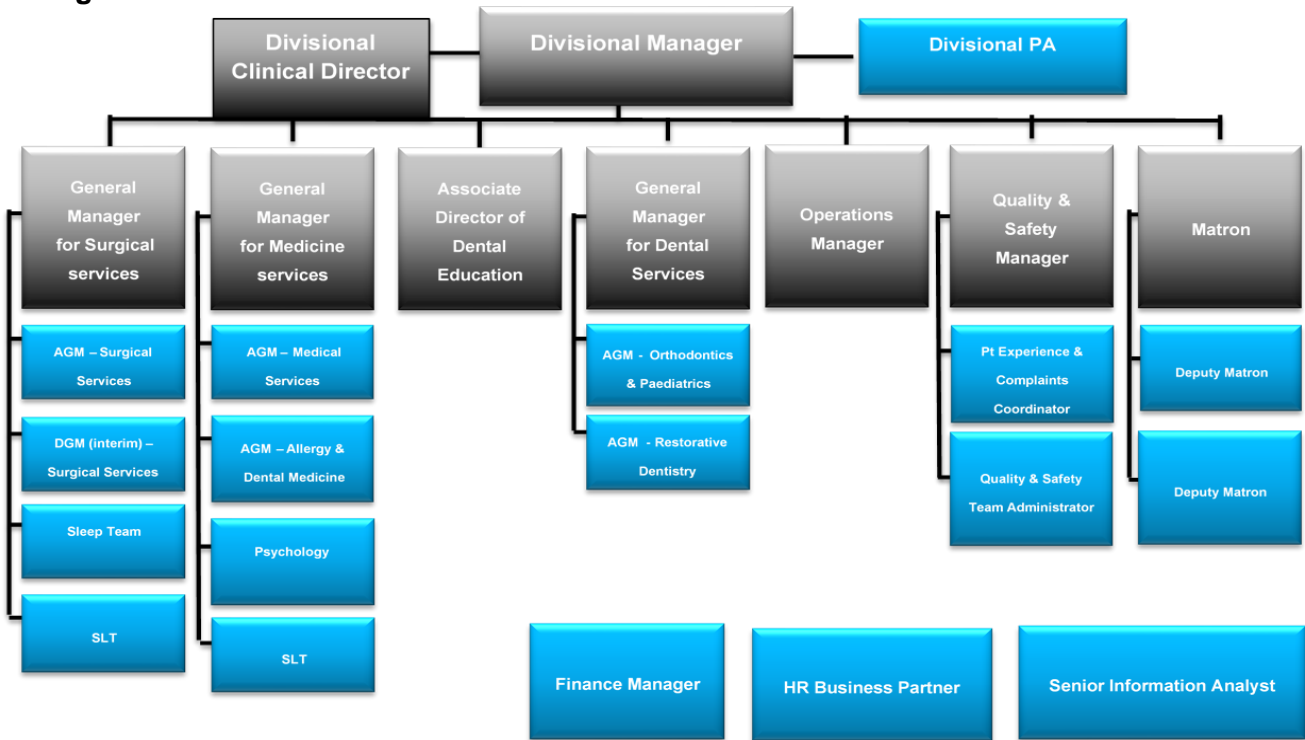 Divisional
Clinical Director
Divisional Manager
Divisional PA
General
Manager
for Surgical
services
General
Manager
for Medicine
services
Associate
Director of
Dental
Education
General
Manager
for Dental
Services
Operations
Manager
Quality &
Safety
Manager
Matron
AGM – Surgical
Services
DGM (interim) –
Surgical Services
Sleep Team
SLT
AGM – Medical
Services
AGM – Allergy &
Dental Medicine
Psychology
SLT
AGM - Orthodontics
& Paediatrics
AGM - Restorative
Dentistry
Pt Experience &
Complaints
Coordinator
Quality & Safety
Team Administrator
Deputy Matron
Deputy Matron
Finance Manager
HR Business Partner
Senior Information Analyst